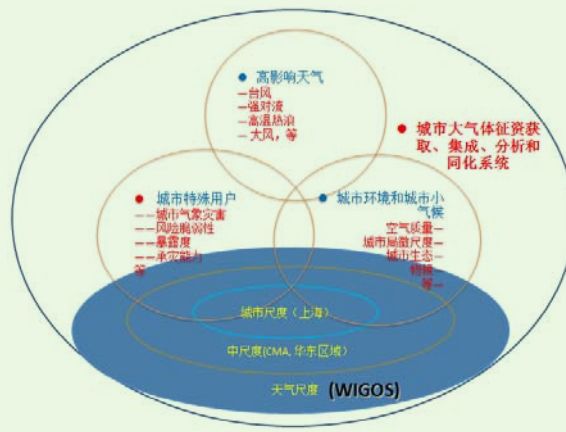 ● 高影响天气
—台风
—强对流
—高温热浪
—大风，等
● 城市大气体征资获
取、集成、分析和
同化系统
● 城市特殊用户
——城市气象灾害
——风险脆弱性
——暴露度
——承灾能力
等
● 城市环境和城市小
气候
空气质量—
城市局微尺度—
城市生态—
等—
城市尺度（上海）
中尺度(CMA, 华东区域）
天气尺度 (WIGOS)